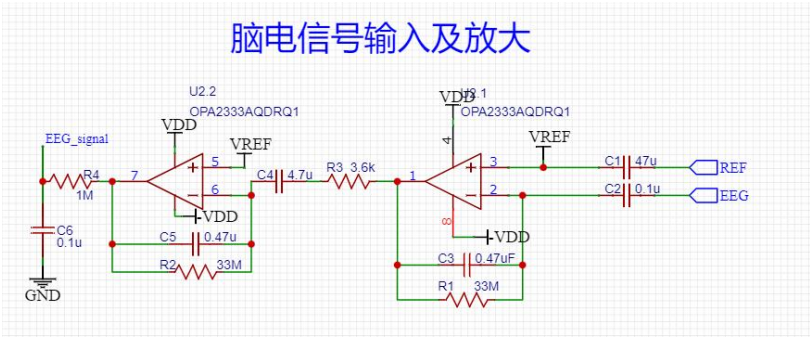 脑电信号输入及放大
U2.2
OPA2333AQDRQ1
VDD
VREF
EEG_signal
R4
1M
7
5
6
C4
4.7u
R3
3.6k
VDD
C5
0.47u
R2
33M
C6
0.1u
GND
U2.1
VDD
OPA2333AQDRQ1
4
VREF
1
3
2
8
C1
47u
REF
C2
0.1u
EEG
VDD
C3
0.47uF
R1
33M